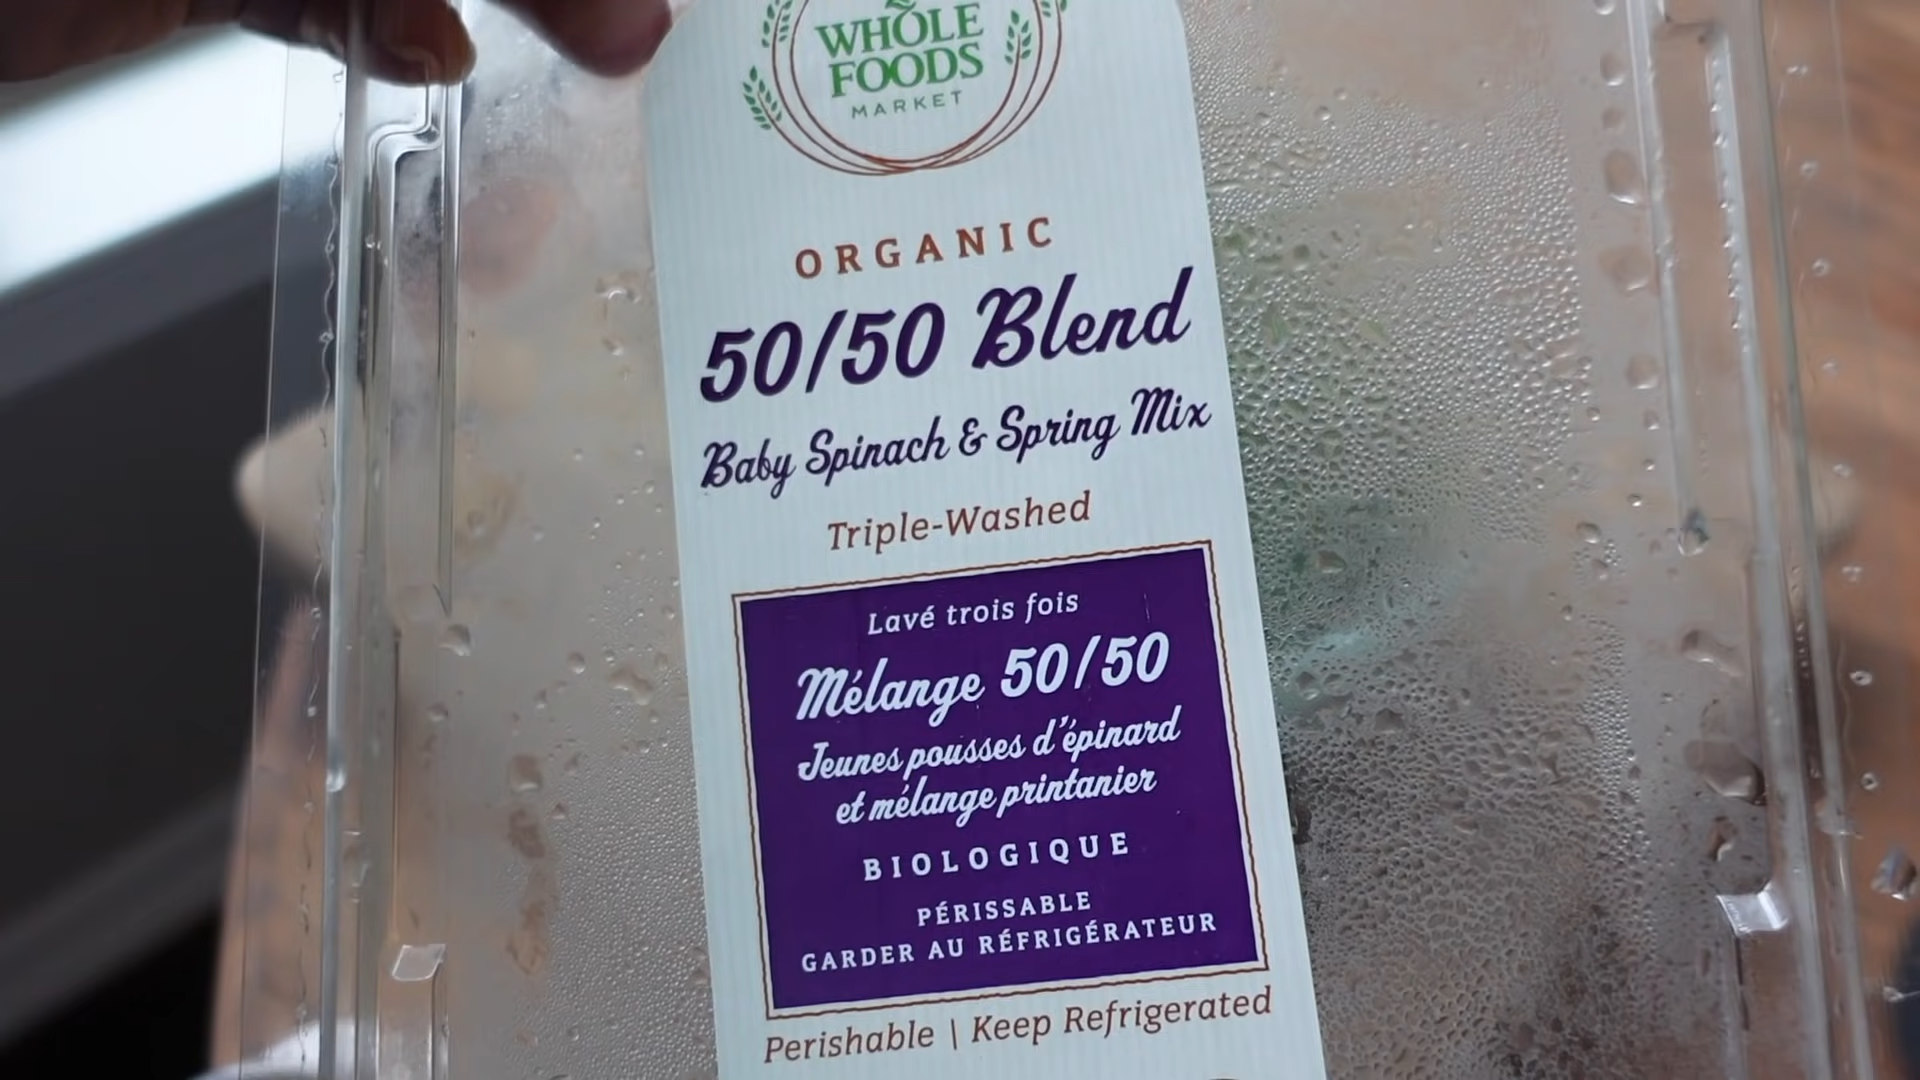 WHOLE
FOODS
MARKET
ORGANIC
50/50 Blend
Baby Spinach & Spring Mix
Triple-Washed
Lavé trois fois
Mélange 50/50
Jeunes pousses d'épinard
et mélange printanier
BIOLOGIQUE
PÉRISSABLE
GARDER AU RÉFRIGÉRATEUR
Perishable | Keep Refrigerated